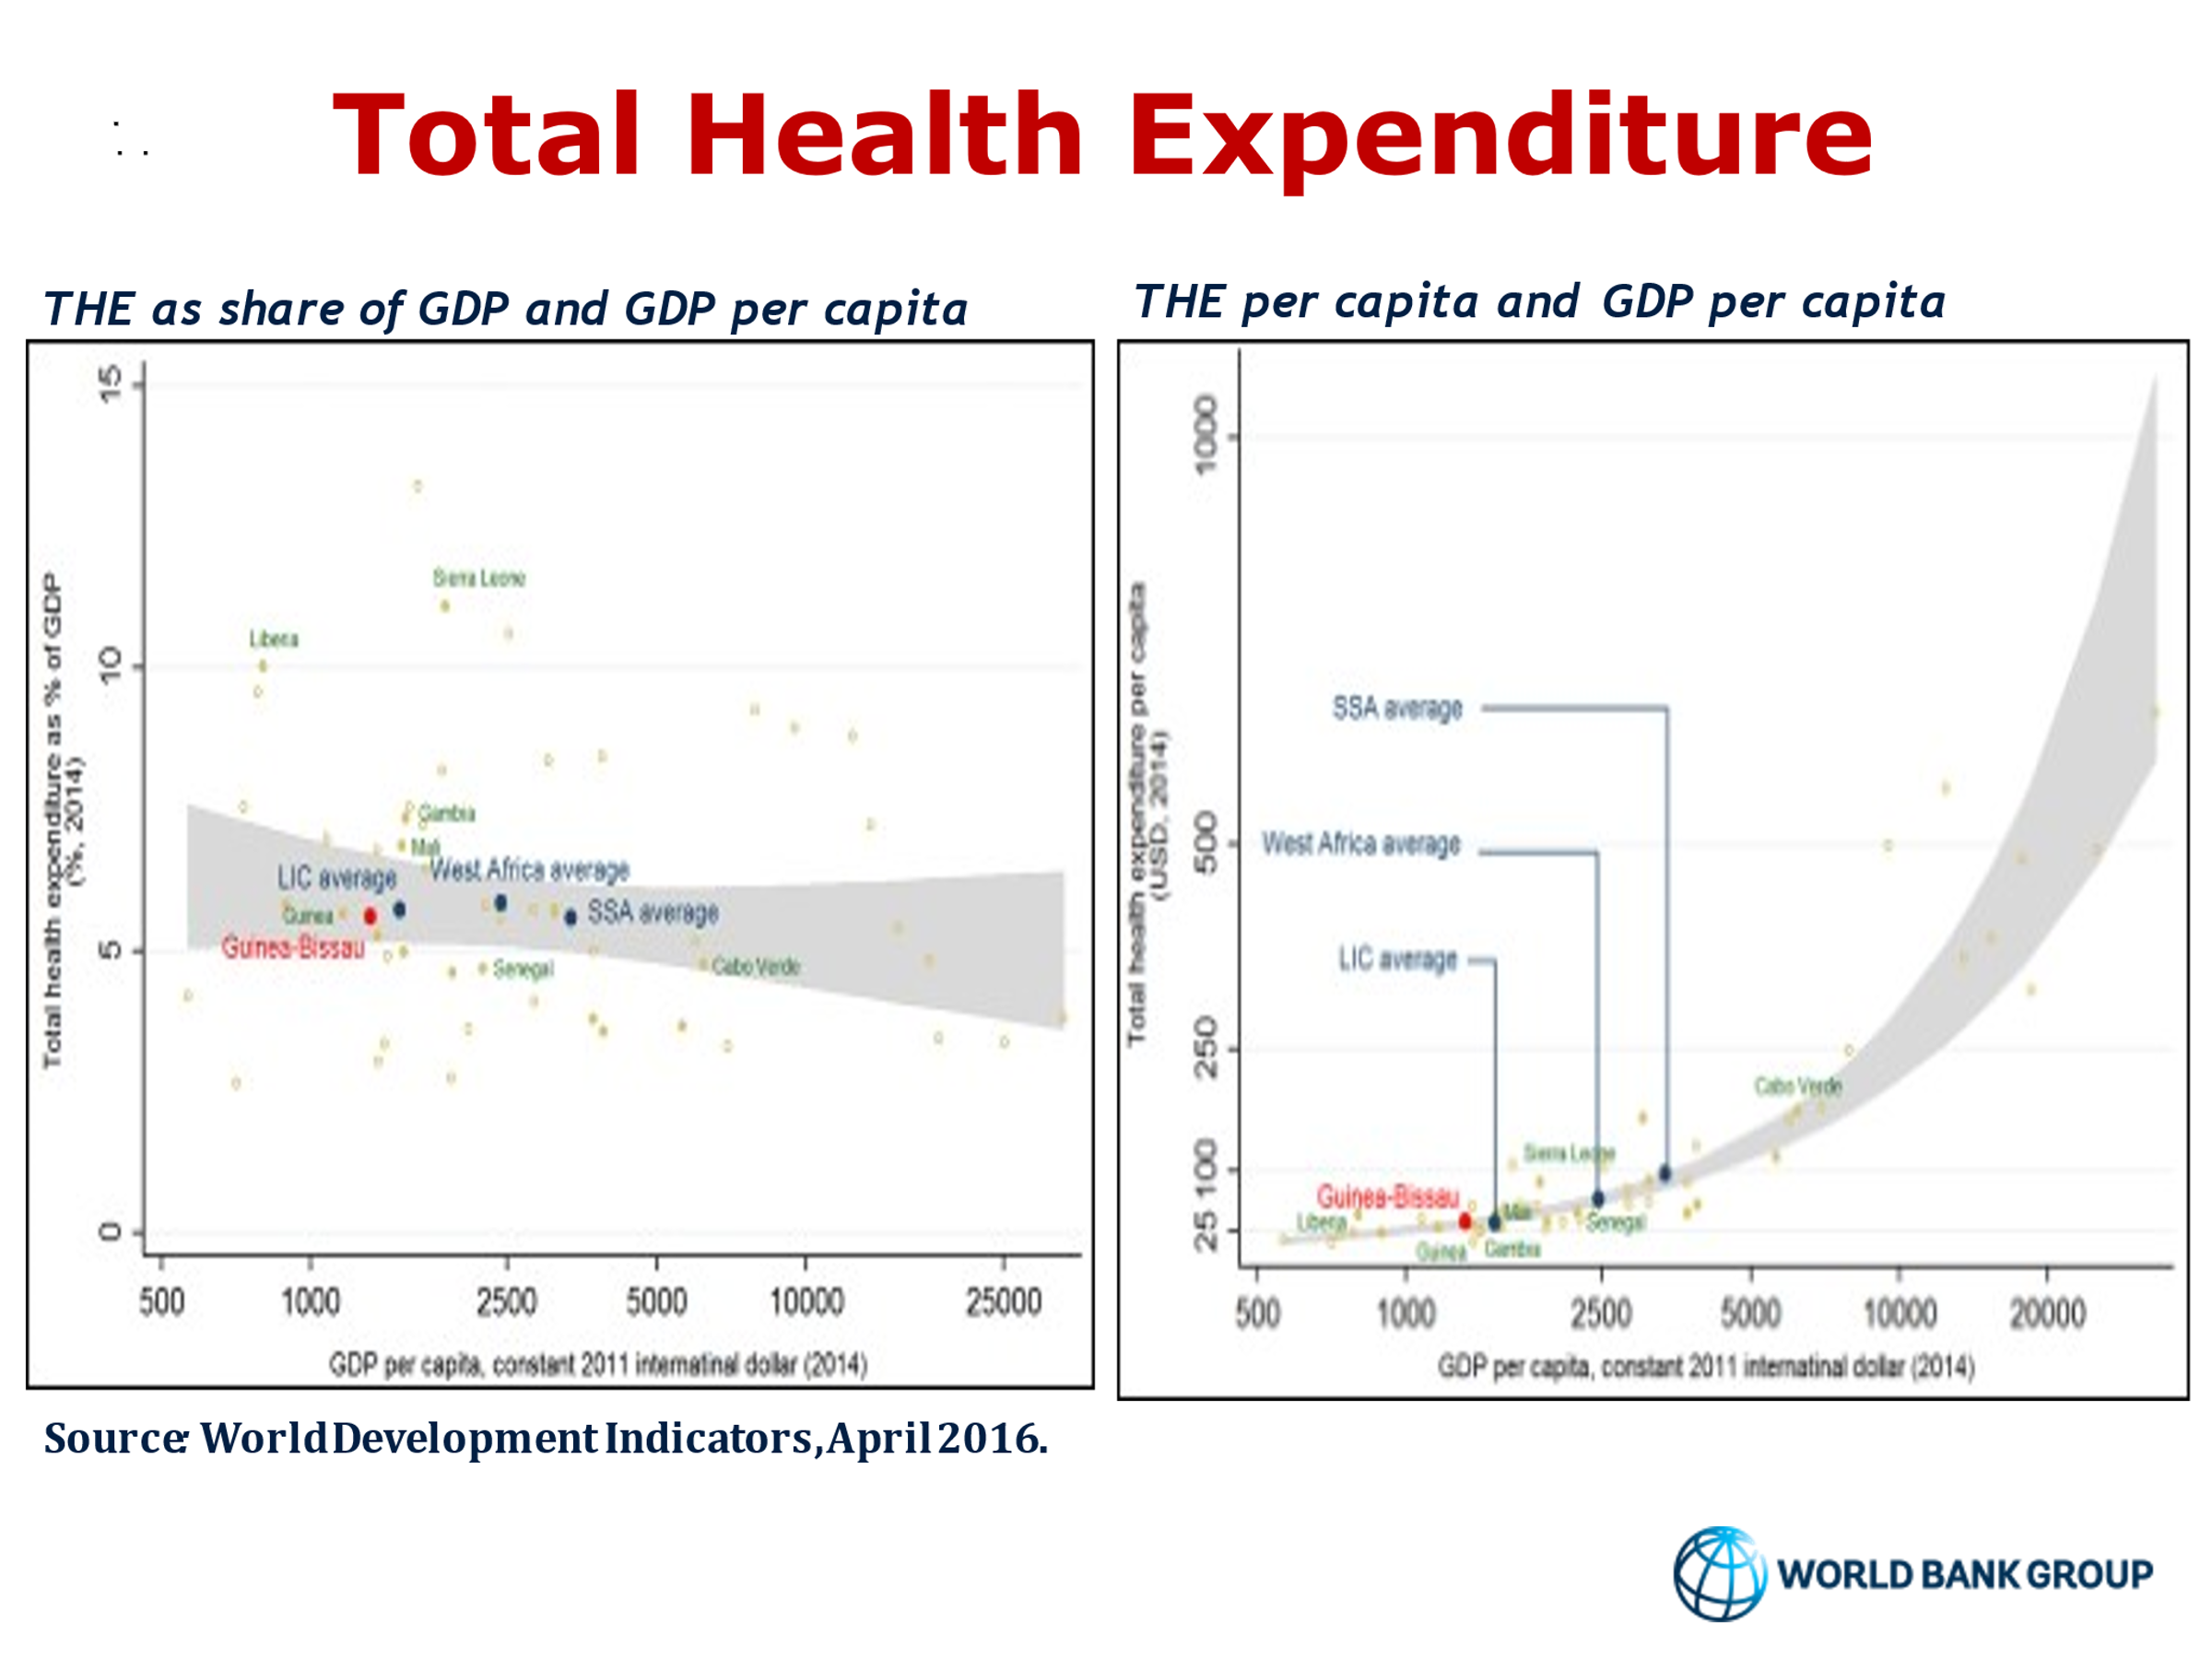 Total Health Expenditure
THE as share of GDP and GDP per capita
Total health expenditure as % of GDP
(%, 2014)
15
10
5
0
Sierra Leone
Liberia
Gambia
Mali
LIC average
West Africa average
Guinea
SSA average
Guinea-Bissau
Senegal
Cabo Verde
500 1000 2500 5000 10000 25000
GDP per capita, constant 2011 internatinal dollar (2014)
THE per capita and GDP per capita
Total health expenditure per capita
(USD, 2014)
1000
500
250
100
25
SSA average
West Africa average
LIC average
Cabo Verde
Sierra Leone
Guinea-Bissau
Mali
Liberia
Senegal
Guinea
Gambia
500 1000 2500 5000 10000 20000
GDP per capita, constant 2011 internatinal dollar (2014)
Source: World Development Indicators, April 2016.
WORLD BANK GROUP